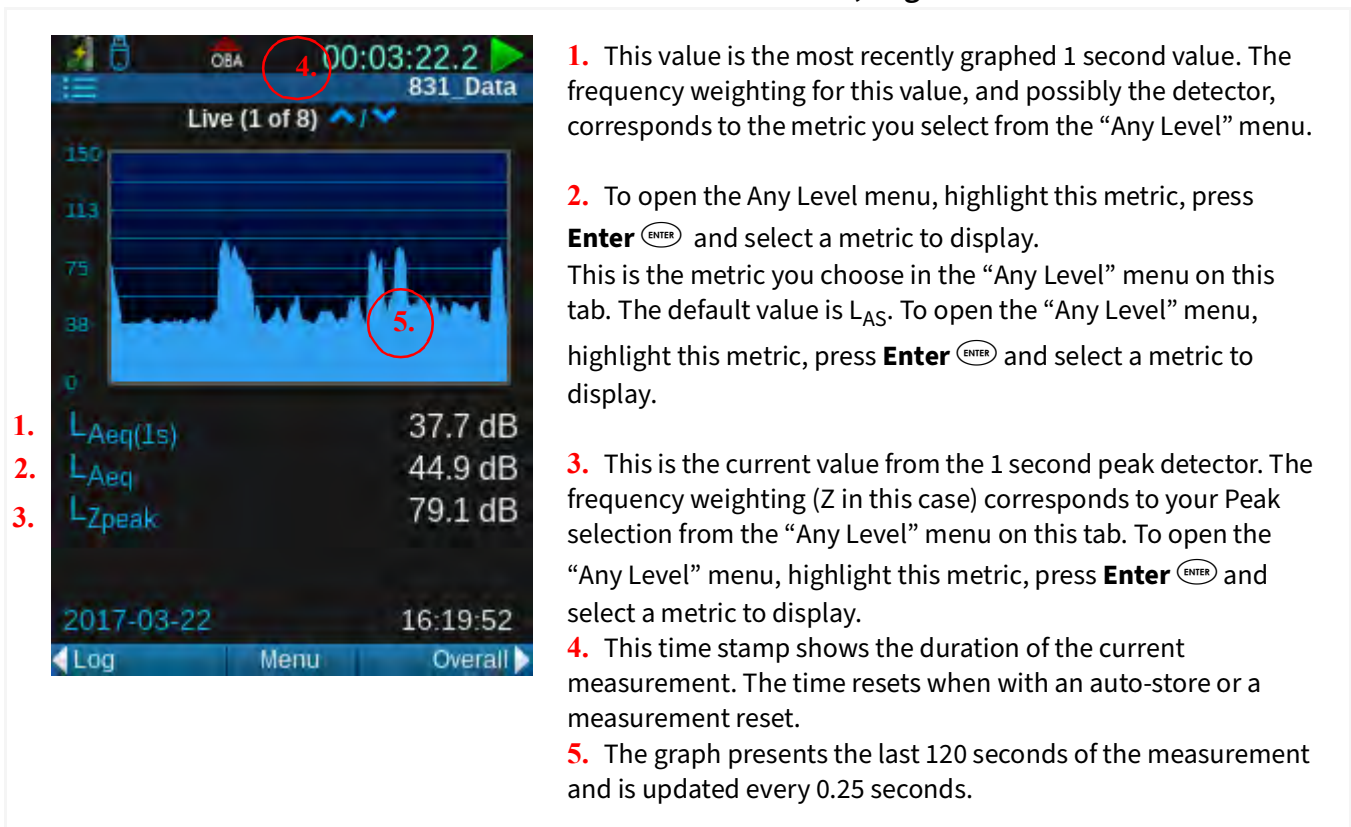 OBA 4. 00:03:22.2
831_Data
Live (1 of 8) /
150
113
75
38
0
5.
1. LAeq(1s) 37.7 dB
2. LAeq 44.9 dB
3. LZpeak 79.1 dB
2017-03-22 16:19:52
Log Menu Overall
1. This value is the most recently graphed 1 second value. The
frequency weighting for this value, and possibly the detector,
corresponds to the metric you select from the “Any Level” menu.
2. To open the Any Level menu, highlight this metric, press
Enter ENTER and select a metric to display.
This is the metric you choose in the “Any Level” menu on this
tab. The default value is LAS. To open the “Any Level” menu,
highlight this metric, press Enter ENTER and select a metric to
display.
3. This is the current value from the 1 second peak detector. The
frequency weighting (Z in this case) corresponds to your Peak
selection from the “Any Level” menu on this tab. To open the
“Any Level” menu, highlight this metric, press Enter ENTER and
select a metric to display.
4. This time stamp shows the duration of the current
measurement. The time resets when with an auto-store or a
measurement reset.
5. The graph presents the last 120 seconds of the measurement
and is updated every 0.25 seconds.